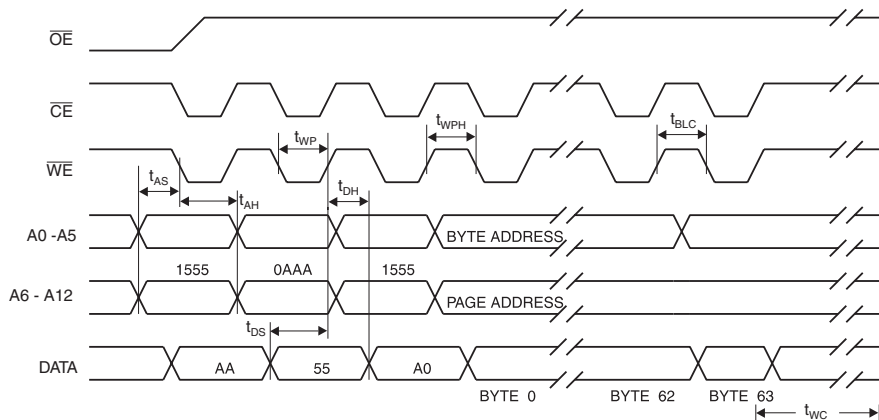 OE
CE
tWP
tWPH
tBLC
WE
tAS
tAH
tDH
A0 -A5
BYTE ADDRESS
1555
0AAA
1555
A6 - A12
PAGE ADDRESS
tDS
DATA
AA
55
A0
BYTE 0
BYTE 62
BYTE 63
tWC